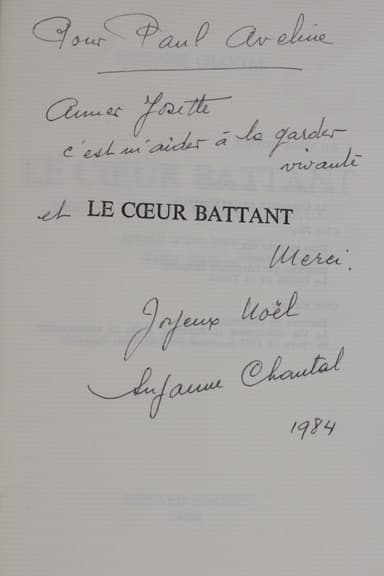 Pour Paul Aveline
Aimer Josette
c'est m'aider à la garder
vivante
et LE CŒUR BATTANT
Merci.
Joyeux Noël
Suzanne Chantal
1984